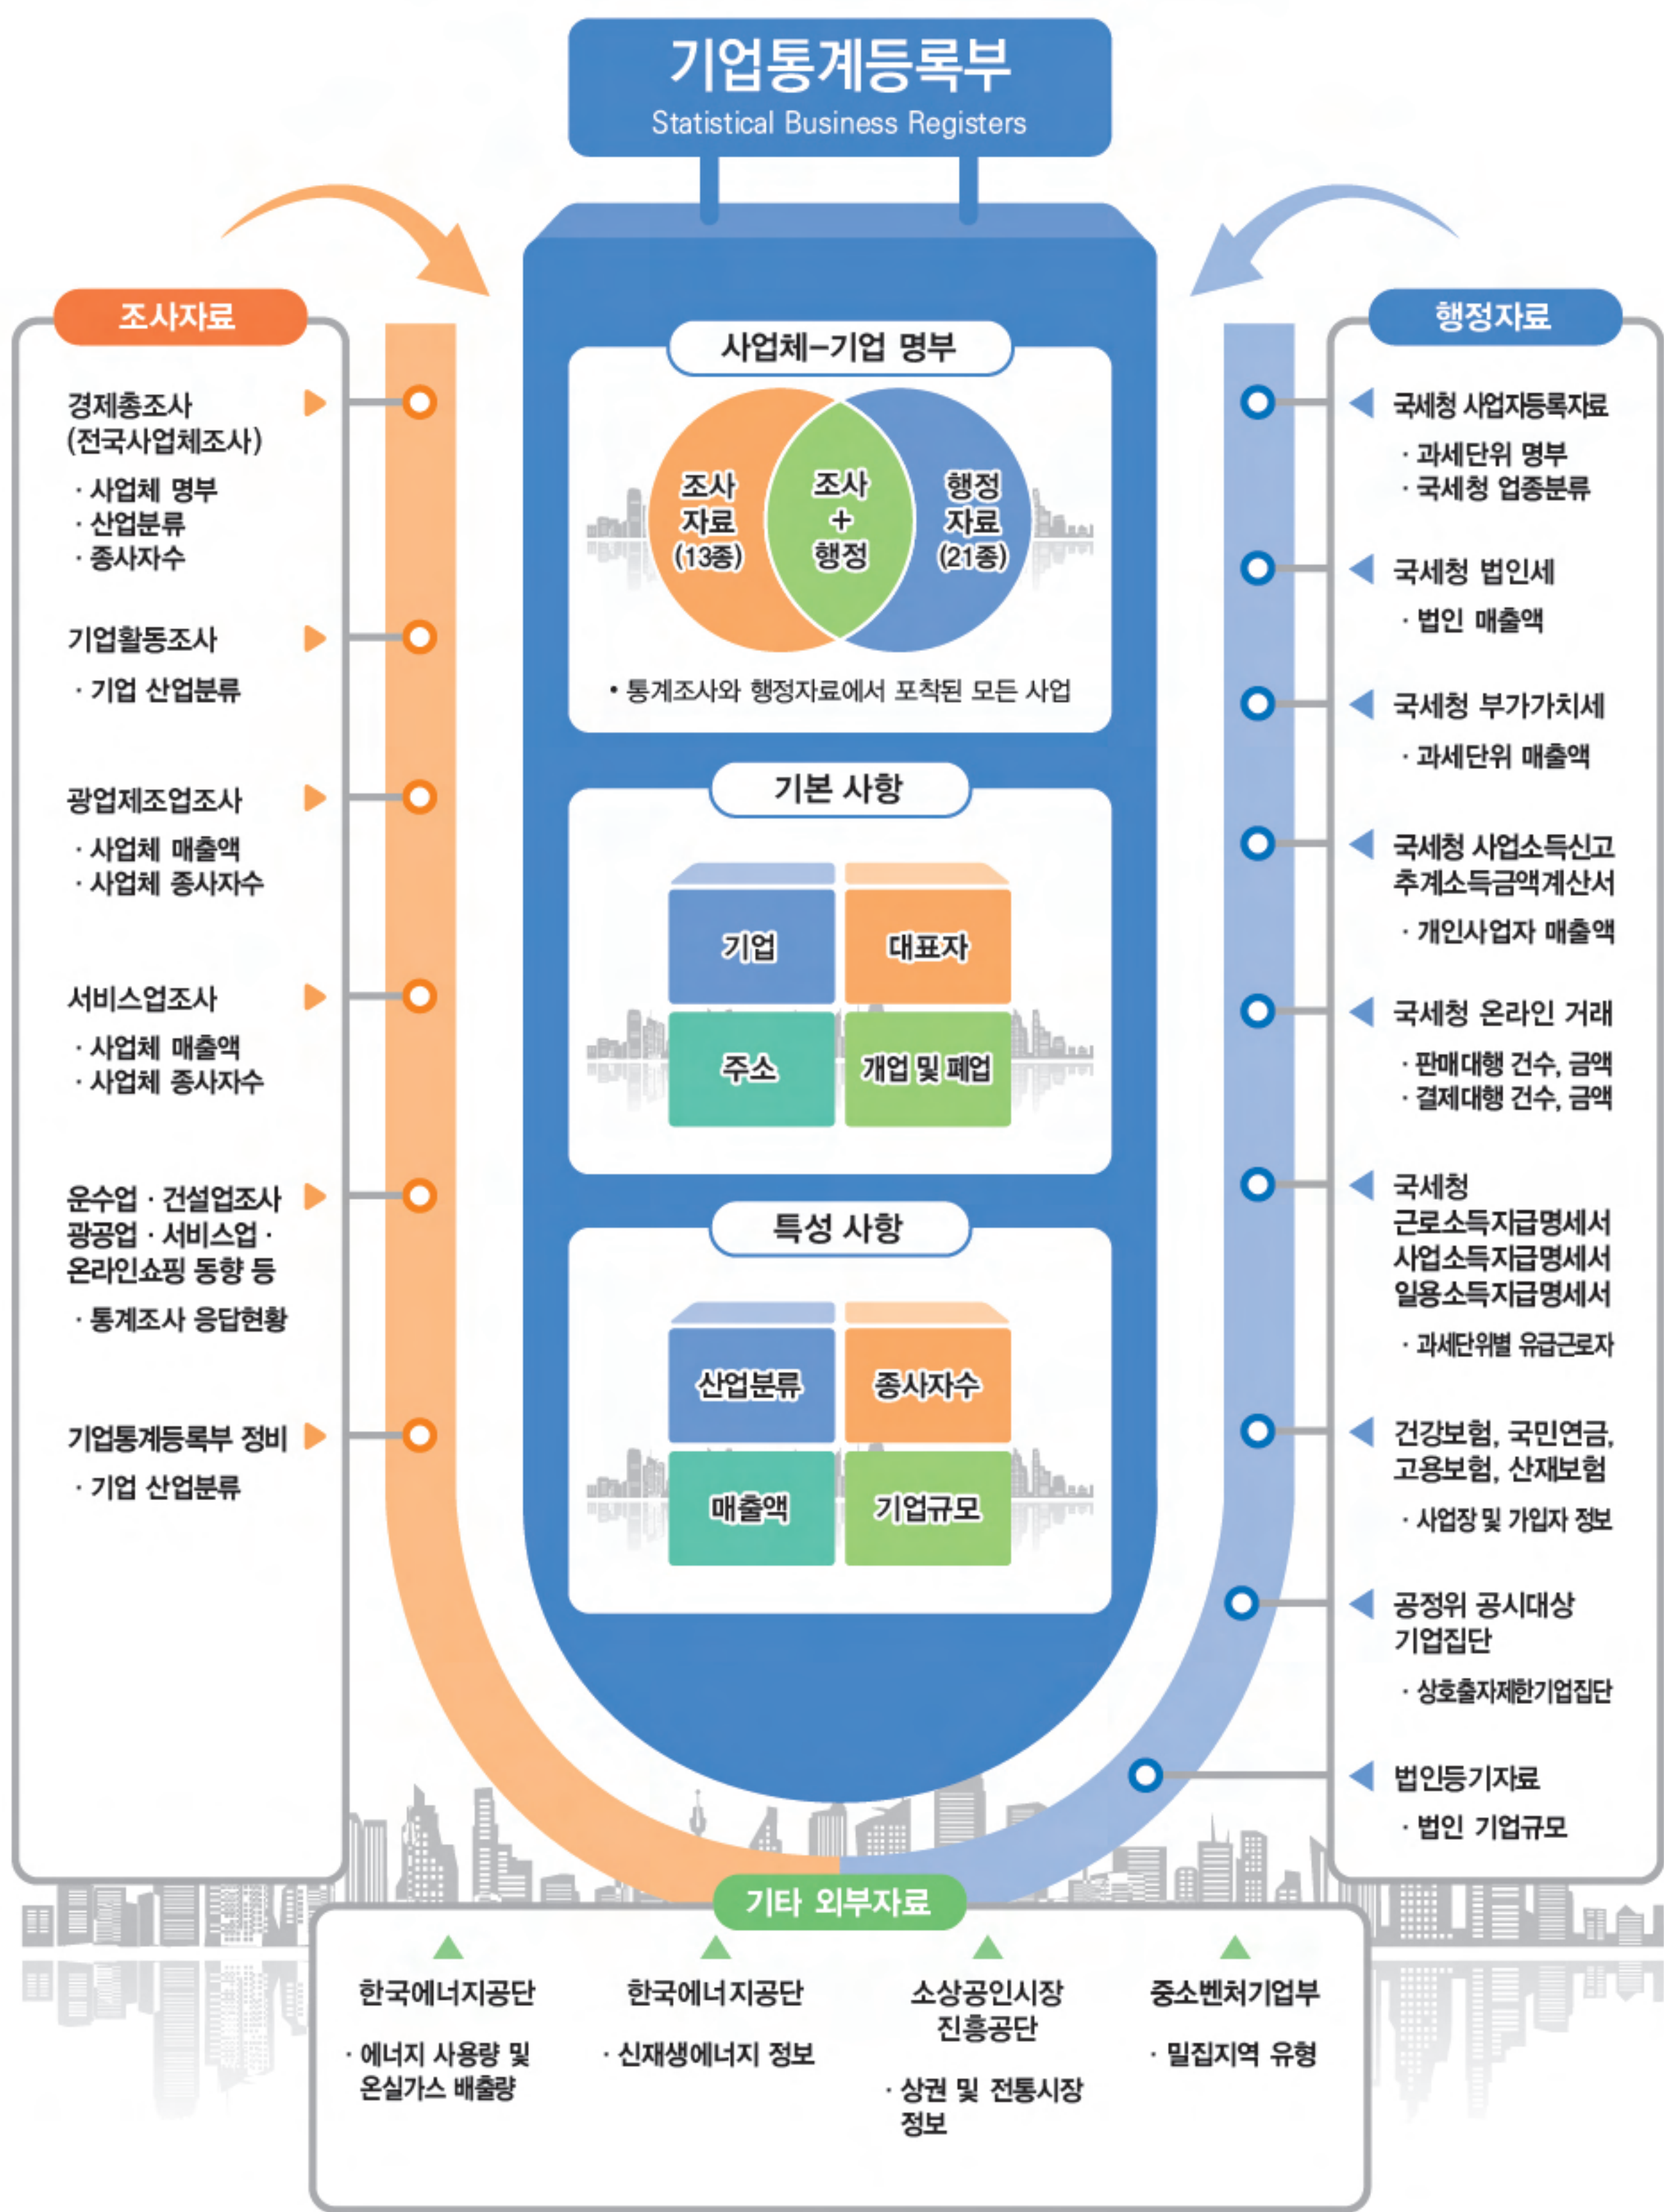 기업통계등록부
Statistical Business Registers
조사자료
경제총조사
(전국사업체조사)
· 사업체 명부
· 산업분류
· 종사자수
기업활동조사
· 기업 산업분류
광업제조업조사
· 사업체 매출액
· 사업체 종사자수
서비스업조사
· 사업체 매출액
· 사업체 종사자수
운수업 · 건설업조사
광공업 · 서비스업 ·
온라인쇼핑 동향 등
· 통계조사 응답현황
기업통계등록부 정비
· 기업 산업분류
사업체-기업 명부
조사
자료
(13종)
조사
+
행정
행정
자료
(21종)
• 통계조사와 행정자료에서 포착된 모든 사업
기본 사항
기업
대표자
주소
개업 및 폐업
특성 사항
산업분류
종사자수
매출액
기업규모
행정자료
국세청 사업자등록자료
· 과세단위 명부
· 국세청 업종분류
국세청 법인세
· 법인 매출액
국세청 부가가치세
· 과세단위 매출액
국세청 사업소득신고
추계소득금액계산서
· 개인사업자 매출액
국세청 온라인 거래
· 판매대행 건수, 금액
· 결제대행 건수, 금액
국세청
근로소득지급명세서
사업소득지급명세서
일용소득지급명세서
· 과세단위별 유급근로자
건강보험, 국민연금,
고용보험, 산재보험
· 사업장 및 가입자 정보
공정위 공시대상
기업집단
· 상호출자제한기업집단
법인등기자료
· 법인 기업규모
기타 외부자료
한국에너지공단
· 에너지 사용량 및
온실가스 배출량
한국에너지공단
· 신재생에너지 정보
소상공인시장
진흥공단
· 상권 및 전통시장
정보
중소벤처기업부
· 밀집지역 유형